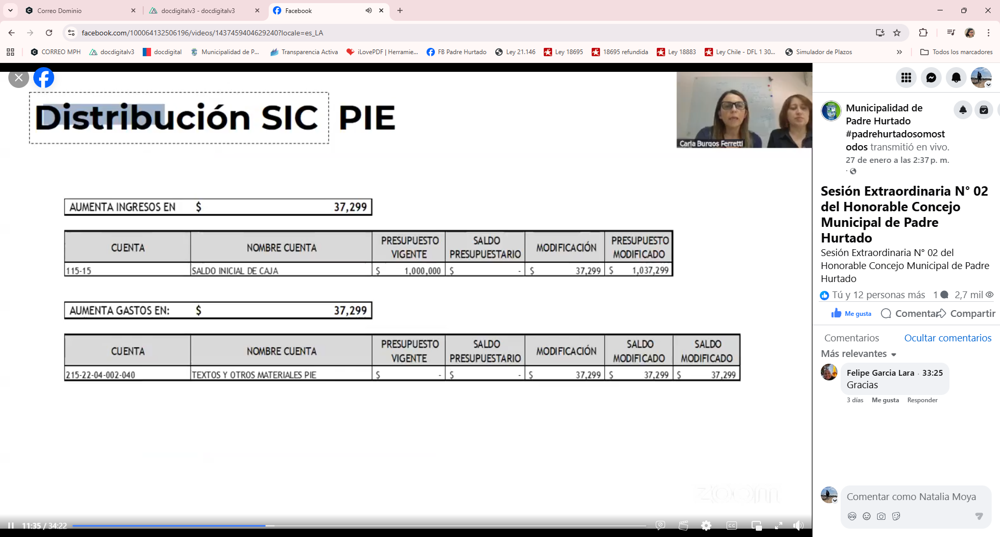 Correo Dominio
docdigitalv3 - docdigitalv3
Facebook
facebook.com/100064132506196/videos/1437459404629240?locale=es_LA
CORREO MPH
docdigitalv3
docdigital
Municipalidad de P...
Transparencia Activa
iLovePDF | Herramie...
FB Padre Hurtado
Ley 21.146
Ley 18695
18695 refundida
Ley 18883
Ley Chile - DFL 1 30...
Simulador de Plazos
Todos los marcadores
Distribución SIC PIE
Carla Burgos Ferretti
AUMENTA INGRESOS EN $ 37,299
CUENTA NOMBRE CUENTA PRESUPUESTO VIGENTE SALDO PRESUPUESTARIO MODIFICACIÓN PRESUPUESTO MODIFICADO
115-15 SALDO INICIAL DE CAJA $ 1,000,000 $ - $ 37,299 $ 1,037,299
AUMENTA GASTOS EN: $ 37,299
CUENTA NOMBRE CUENTA PRESUPUESTO VIGENTE SALDO PRESUPUESTARIO MODIFICACIÓN SALDO MODIFICADO SALDO MODIFICADO
215-22-04-002-040 TEXTOS Y OTROS MATERIALES PIE $ - $ - $ 37,299 $ 37,299 $ 37,299
zoom
11:35 / 34:22
Municipalidad de
Padre Hurtado
#padrehurtadosomost
odos transmitió en vivo.
27 de enero a las 2:37 p. m.
·
Sesión Extraordinaria N° 02
del Honorable Concejo
Municipal de Padre
Hurtado
Sesión Extraordinaria N° 02 del
Honorable Concejo Municipal de Padre
Hurtado
Tú y 12 personas más 1 2,7 mil
Me gusta Comentar Compartir
Comentarios Ocultar comentarios
Más relevantes
Felipe Garcia Lara · 33:25
Gracias
3 días Me gusta Responder
Comentar como Natalia Moya